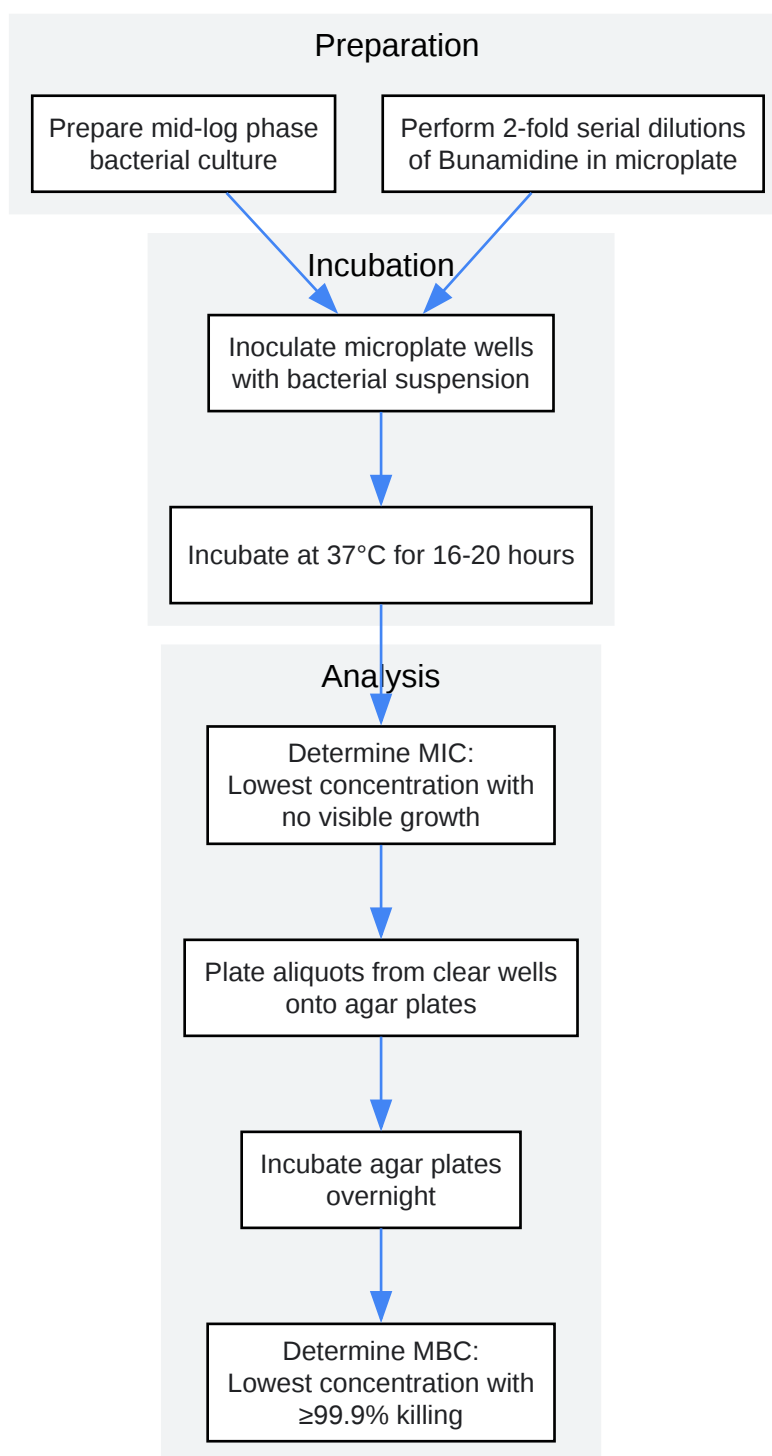 Preparation
Prepare mid-log phase
bacterial culture
Perform 2-fold serial dilutions
of Bunamidine in microplate
Incubation
Inoculate microplate wells
with bacterial suspension
Incubate at 37°C for 16-20 hours
Analysis
Determine MIC:
Lowest concentration with
no visible growth
Plate aliquots from clear wells
onto agar plates
Incubate agar plates
overnight
Determine MBC:
Lowest concentration with
≥99.9% killing